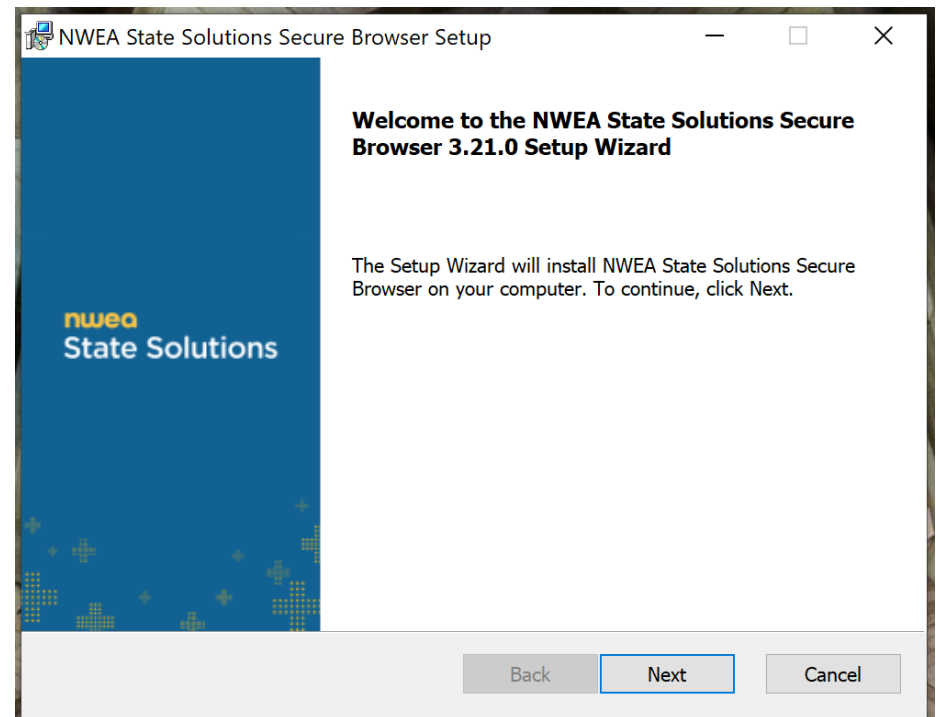 NWEA State Solutions Secure Browser Setup
Welcome to the NWEA State Solutions Secure
Browser 3.21.0 Setup Wizard
The Setup Wizard will install NWEA State Solutions Secure
Browser on your computer. To continue, click Next.
nwea
State Solutions
Back
Next
Cancel